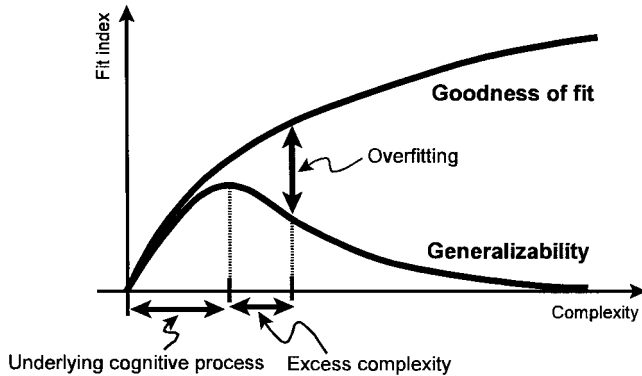 Fit index
Goodness of fit
Overfitting
Generalizability
Complexity
Underlying cognitive process
Excess complexity